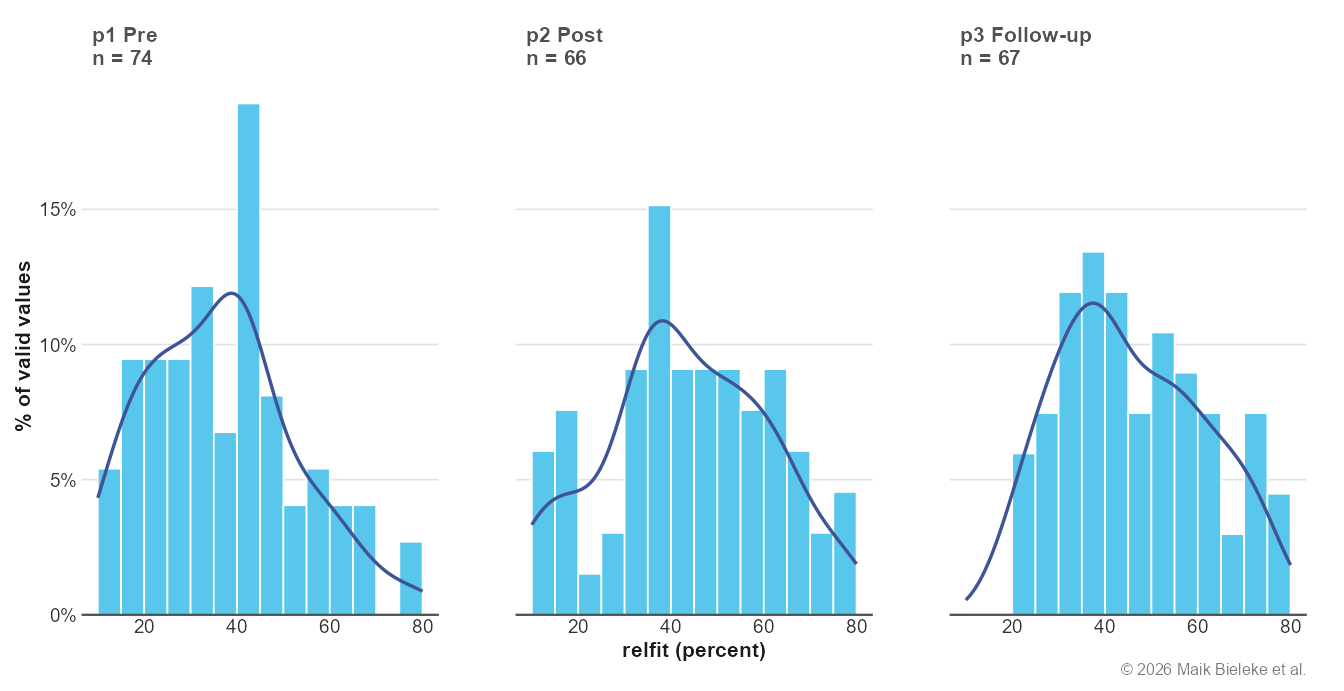 p1 Pre
n = 74
p2 Post
n = 66
p3 Follow-up
n = 67
% of valid values
15%
10%
5%
0%
20 40 60 80
20 40 60 80
20 40 60 80
relfit (percent)
© 2026 Maik Bieleke et al.